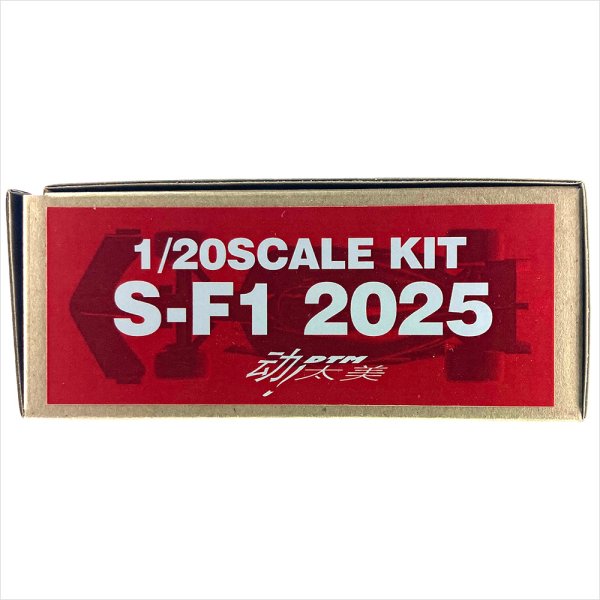 1/20SCALE KIT
S-F1 2025
DTM
动太美